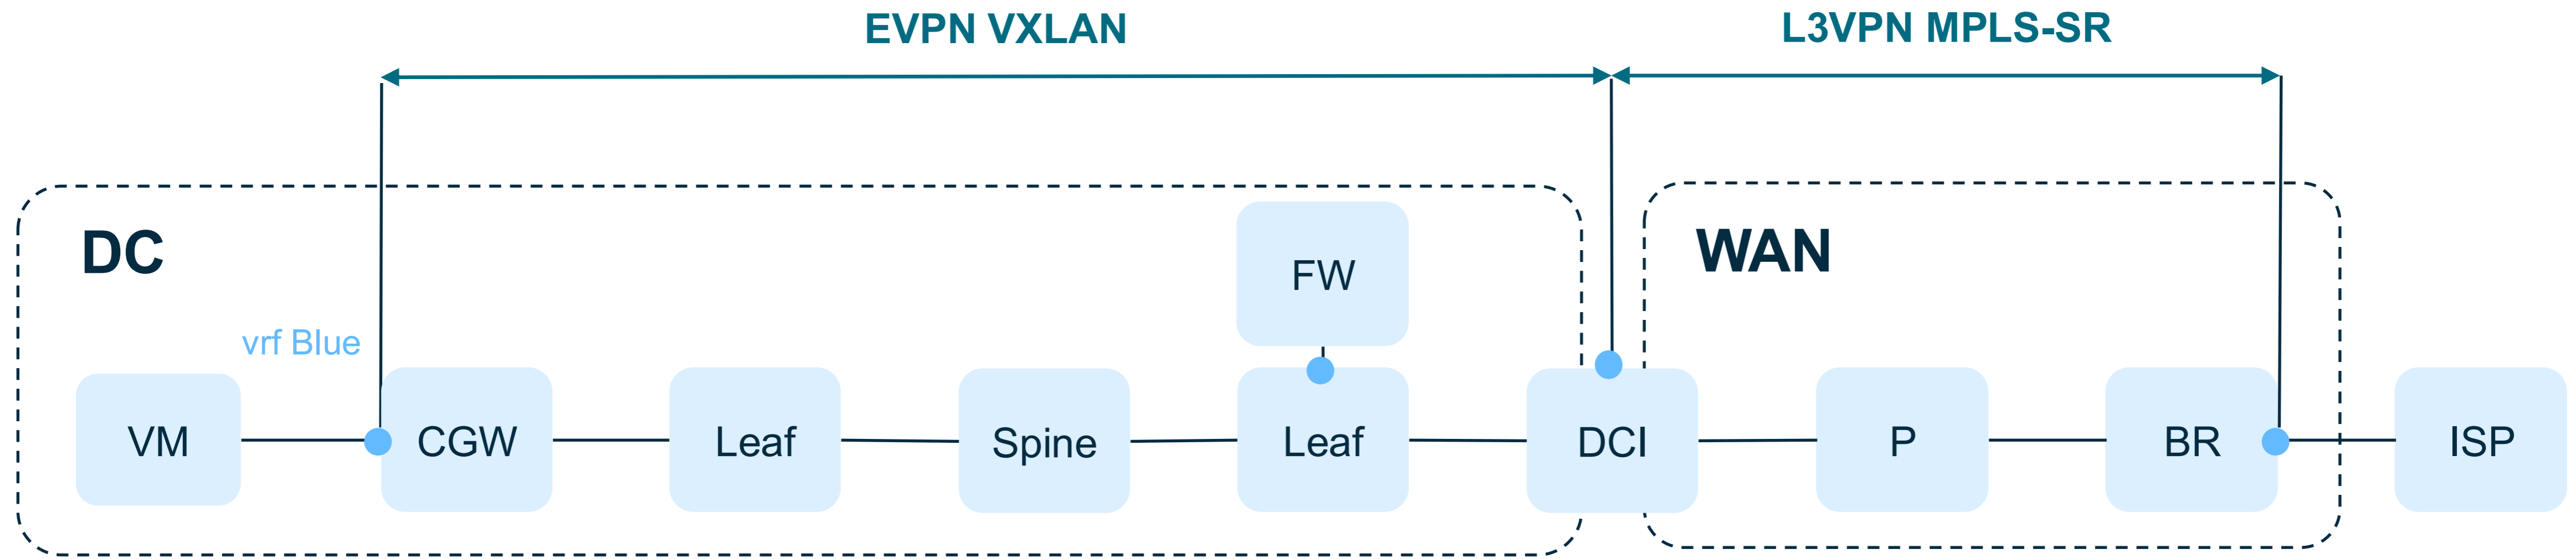 EVPN VXLAN
L3VPN MPLS-SR
DC
WAN
FW
vrf Blue
VM
CGW
Leaf
Spine
Leaf
DCI
P
BR
ISP